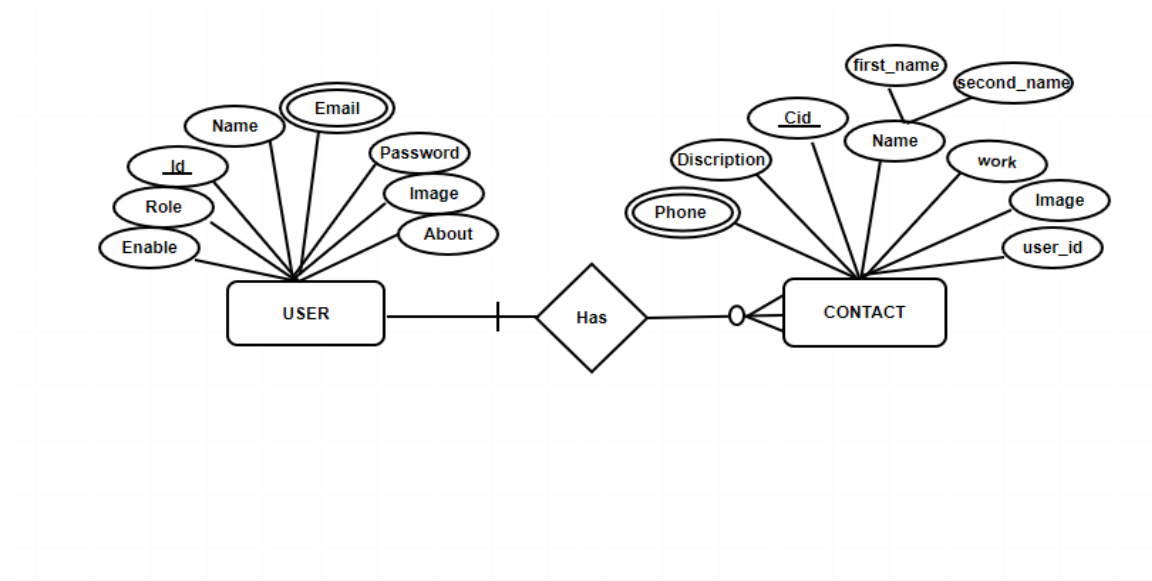 first_name
second_name
Email
Cid
Name
Name
Password
work
Discription
Id
Image
Image
Role
Phone
About
Enable
user_id
USER
Has
CONTACT